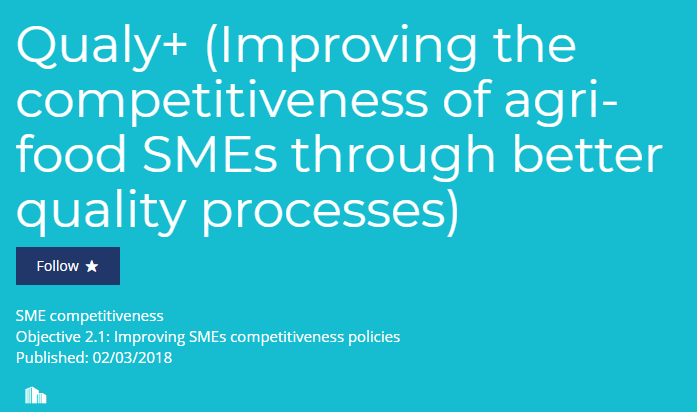 Qualy+ (Improving the
competitiveness of agri-
food SMEs through better
quality processes)
Follow ★
SME competitiveness
Objective 2.1: Improving SMEs competitiveness policies
Published: 02/03/2018